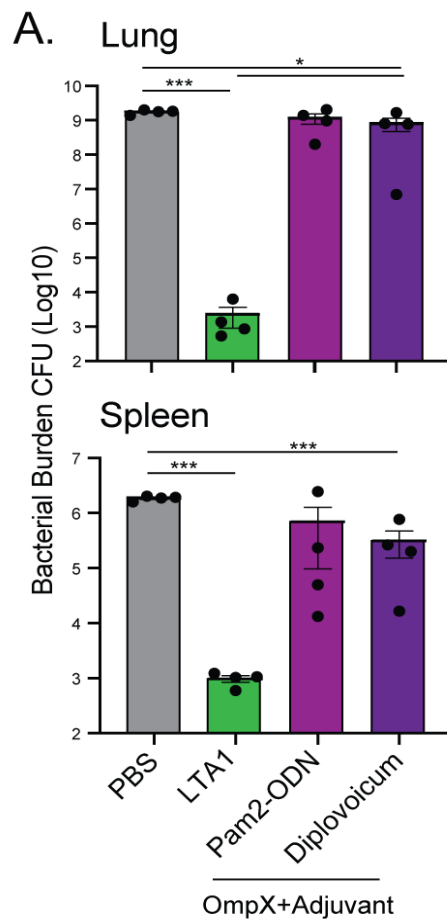 A.
Lung
*
***
10
9
8
7
6
5
4
3
2
Bacterial Burden CFU (Log10)
Spleen
***
***
7
6
5
4
3
2
PBS
LTA1
Pam2-ODN
Diplovoicum
OmpX+Adjuvant